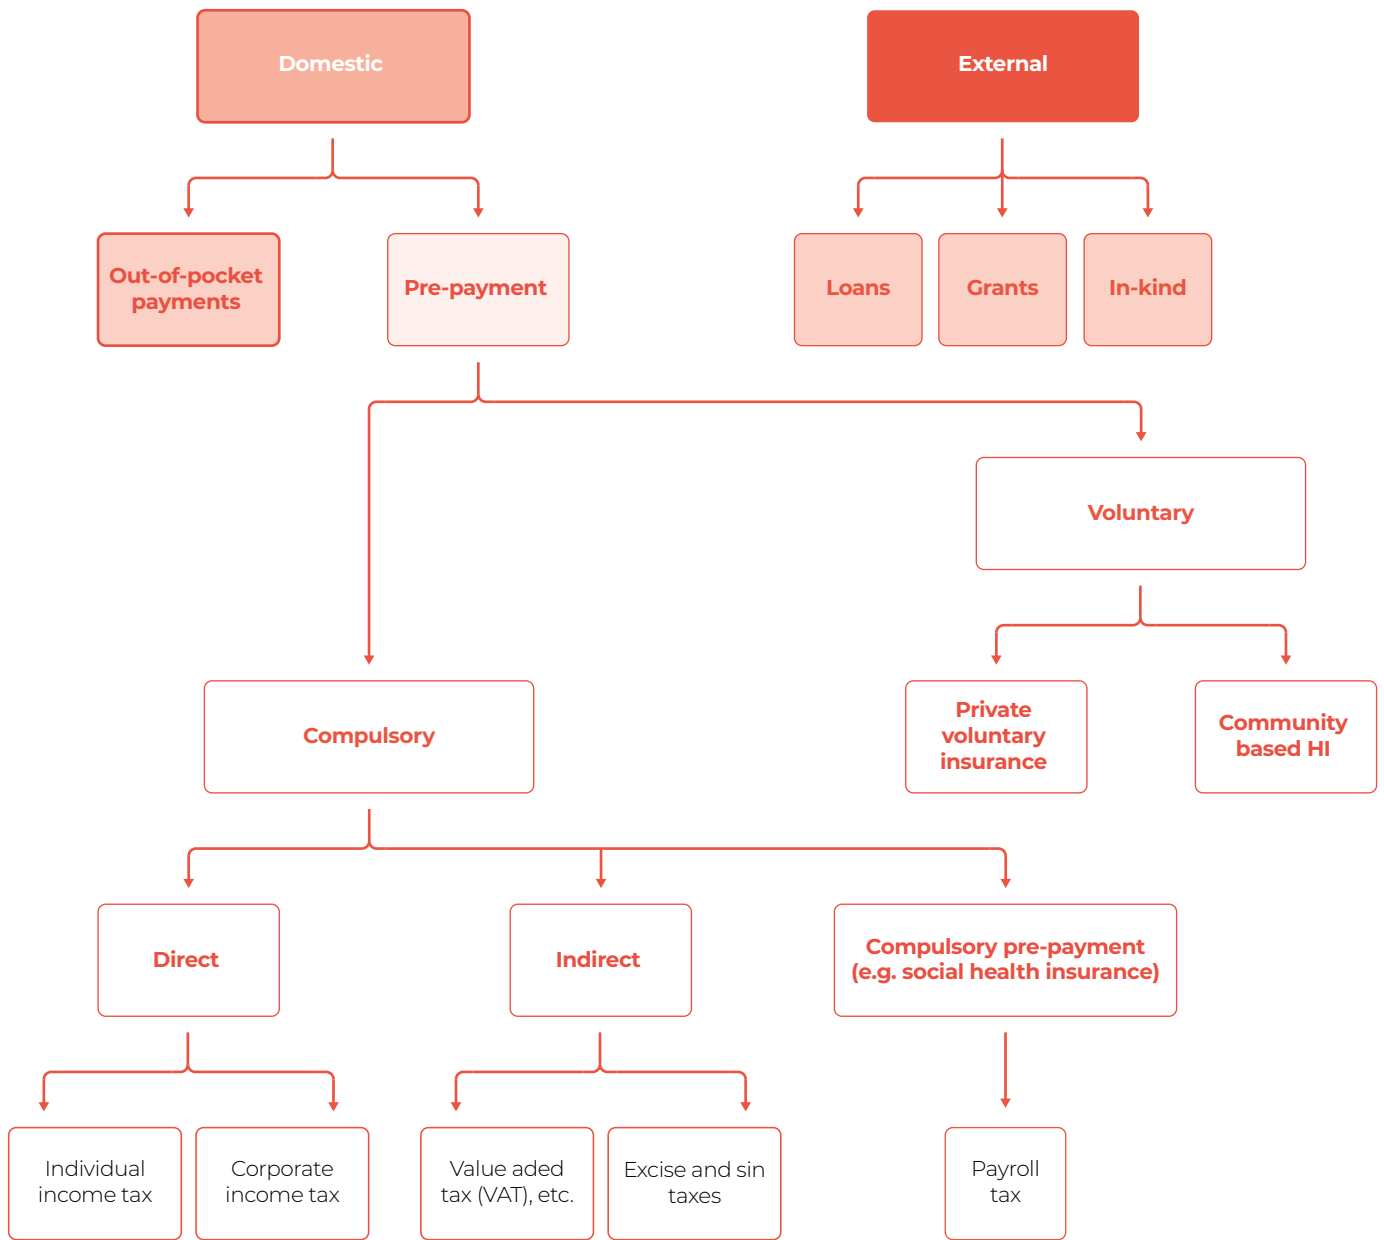 Domestic
External
Out-of-pocket
payments
Pre-payment
Loans
Grants
In-kind
Voluntary
Compulsory
Private
voluntary
insurance
Community
based HI
Direct
Indirect
Compulsory pre-payment
(e.g. social health insurance)
Individual
income tax
Corporate
income tax
Value aded
tax (VAT), etc.
Excise and sin
taxes
Payroll
tax